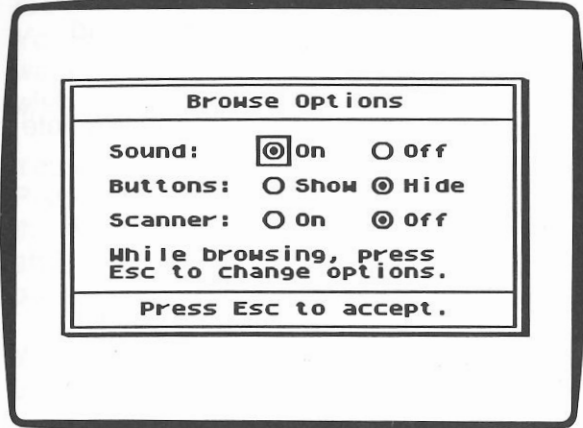 Browse Options
Sound: On Off
Buttons: Show Hide
Scanner: On Off
While browsing, press
Esc to change options.
Press Esc to accept.